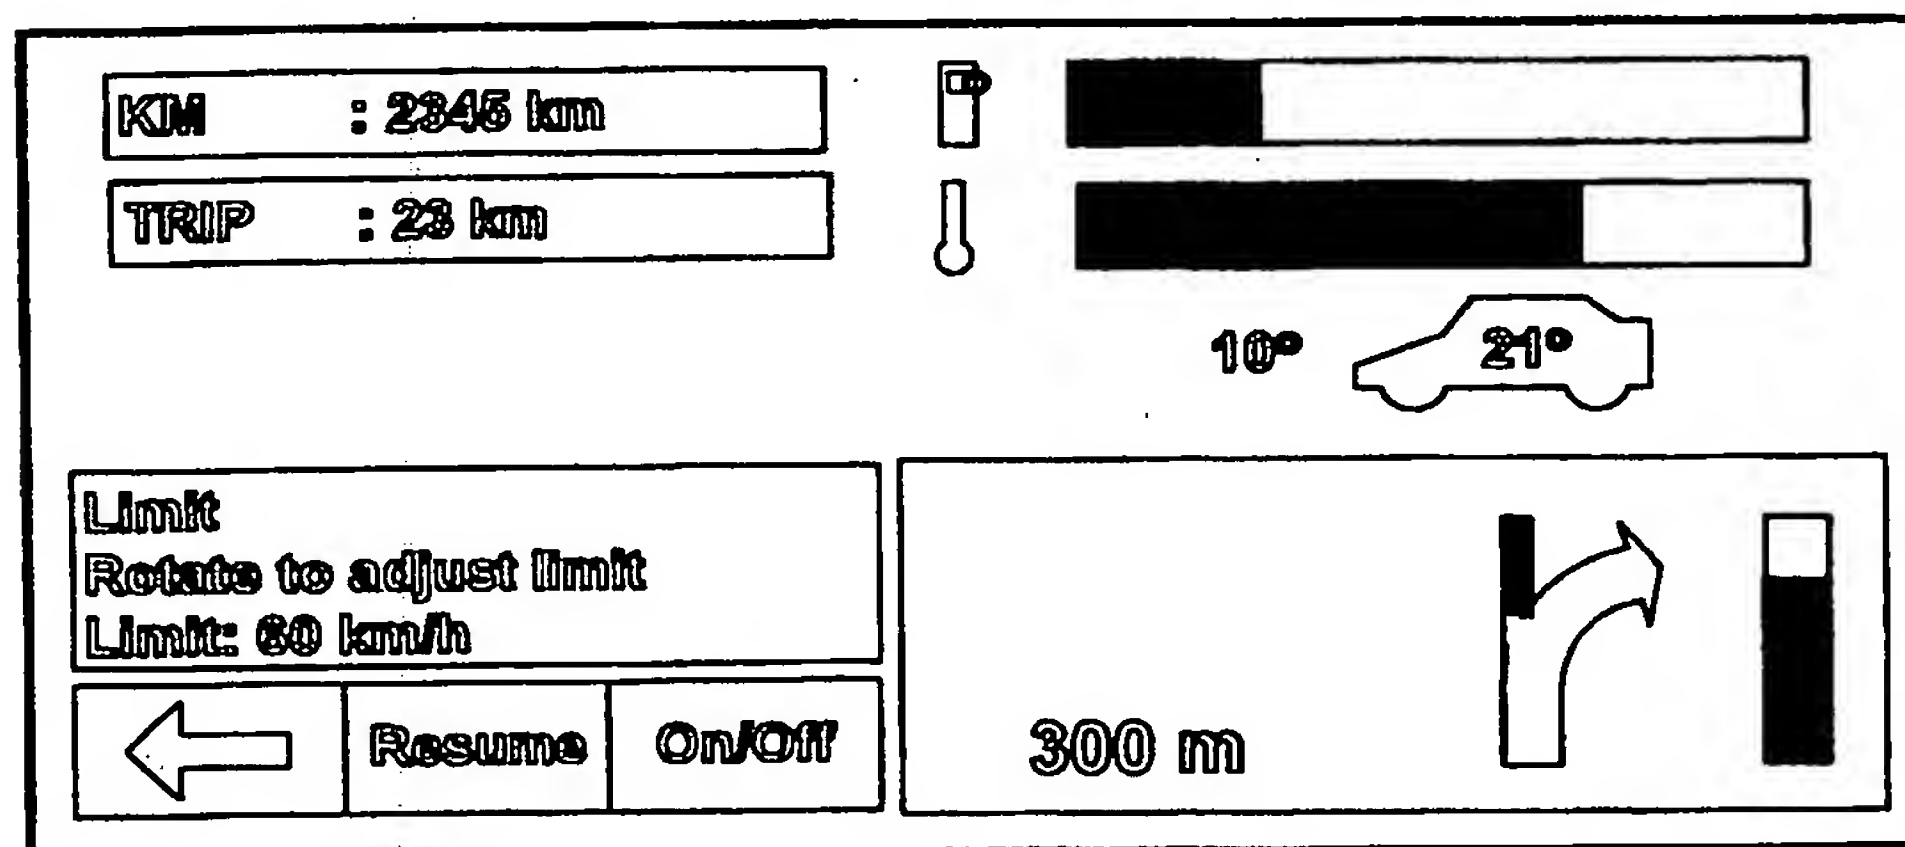 KM : 2345 km
TRIP : 23 km
10° 21°
Limit
Rotate to adjust limit
Limit: 60 km/h
Resume On/Off
300 m